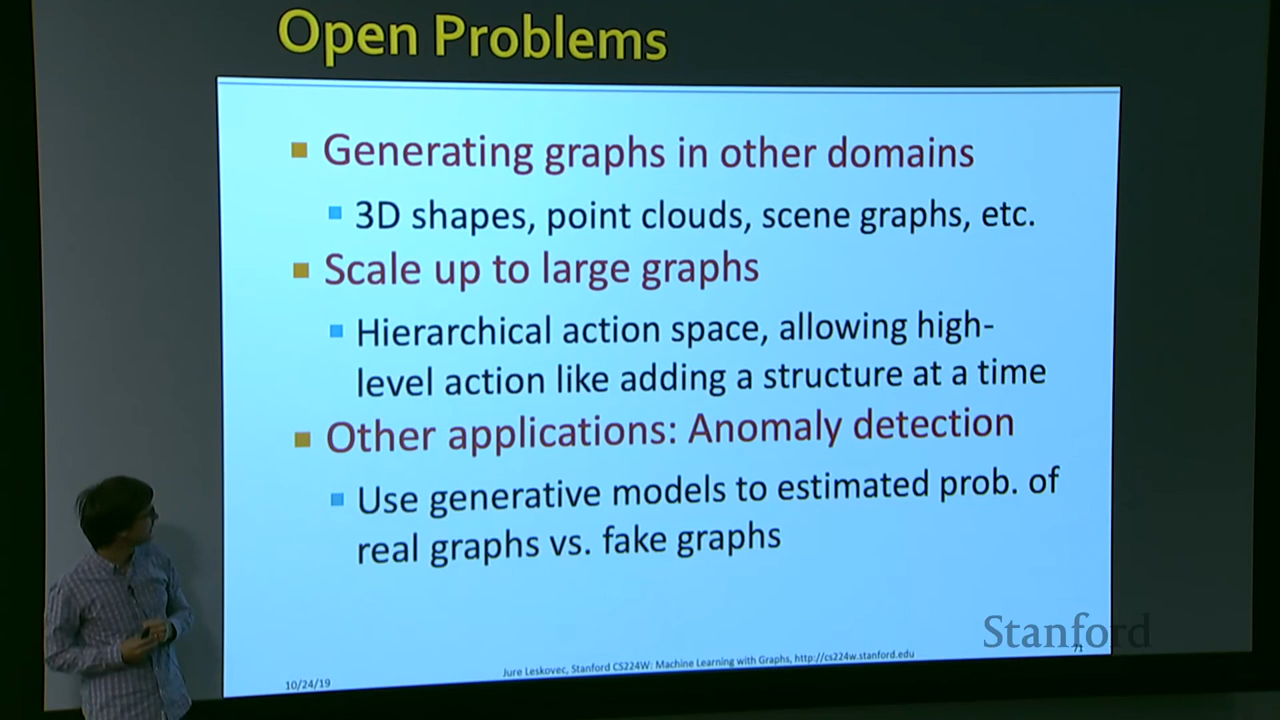 Open Problems
Generating graphs in other domains
3D shapes, point clouds, scene graphs, etc.
Scale up to large graphs
Hierarchical action space, allowing high-
level action like adding a structure at a time
Other applications: Anomaly detection
Use generative models to estimated prob. of
real graphs vs. fake graphs
Stanford
10/24/19
Jure Leskovec, Stanford CS224W: Machine Learning with Graphs, http://cs224w.stanford.edu
71